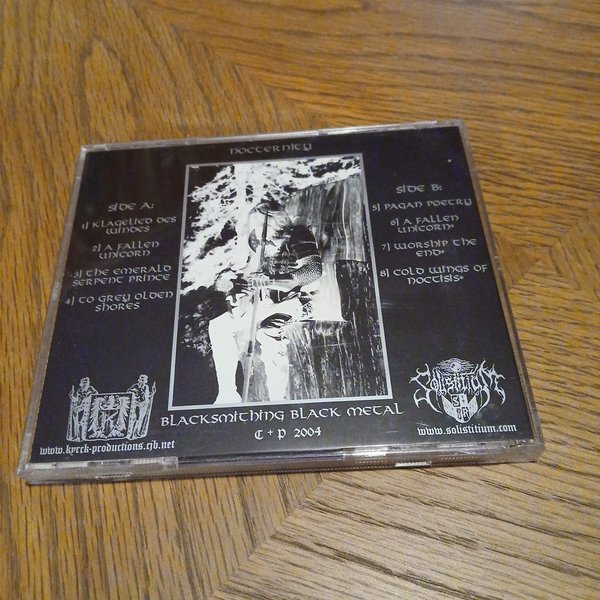 NOCTERNITY
SIDE A:
1] KLAGELIED DES
WINDES
2] A FALLEN
UNICORN
3] THE EMERALD
SERPENT PRINCE
4] TO GREY OLDEN
SHORES
SIDE B:
5] PAGAN POETRY
6] A FALLEN
UNICORN*
7] WORSHIP THE
END*
8] COLD WINGS OF
NOCTISIS*
BLACKSMITHING BLACK METAL
C + P 2004
www.kyrck-productions.cjb.net
SOLISTITIUM
www.solistitium.com